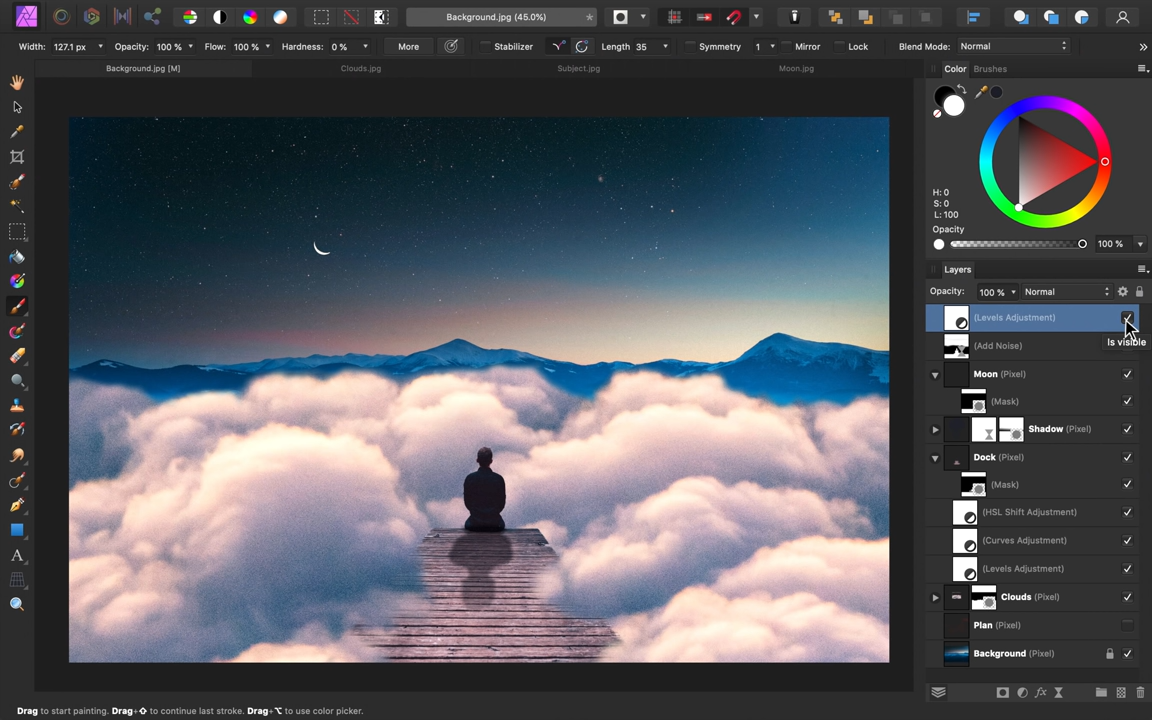 Background.jpg (45.0%)
Width: 127.1 px Opacity: 100 % Flow: 100 % Hardness: 0 % More Stabilizer Length 35 Symmetry 1 Mirror Lock Blend Mode: Normal
Background.jpg [M] Clouds.jpg Subject.jpg Moon.jpg
Color Brushes
H: 0
S: 0
L: 100
Opacity
100 %
Layers
Opacity: 100 % Normal
(Levels Adjustment)
Is visible
(Add Noise)
Moon (Pixel)
(Mask)
Shadow (Pixel)
Dock (Pixel)
(Mask)
(HSL Shift Adjustment)
(Curves Adjustment)
(Levels Adjustment)
Clouds (Pixel)
Plan (Pixel)
Background (Pixel)
Drag to start painting. Drag+⇧ to continue last stroke. Drag+⌥ to use color picker.